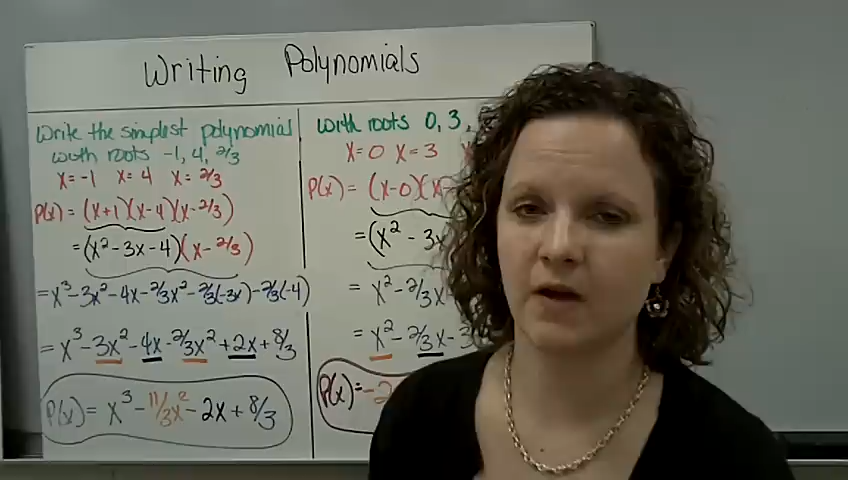 Writing Polynomials
Write the simplest polynomial
with roots -1, 4, 2/3
x=-1 x=4 x=2/3
P(x) = (x+1)(x-4)(x-2/3)
= (x²-3x-4)(x-2/3)
= x³-3x²-4x-2/3x²-2/3(-3x)-2/3(-4)
= x³-3x²-4x-2/3x²+2x+8/3
P(x) = x³-11/3x²-2x+8/3
with roots 0, 3,
x=0 x=3
P(x) = (x-0)(x-
= (x²-3x
= x²-2/3x
= x²-2/3x-3
P(x)=-2